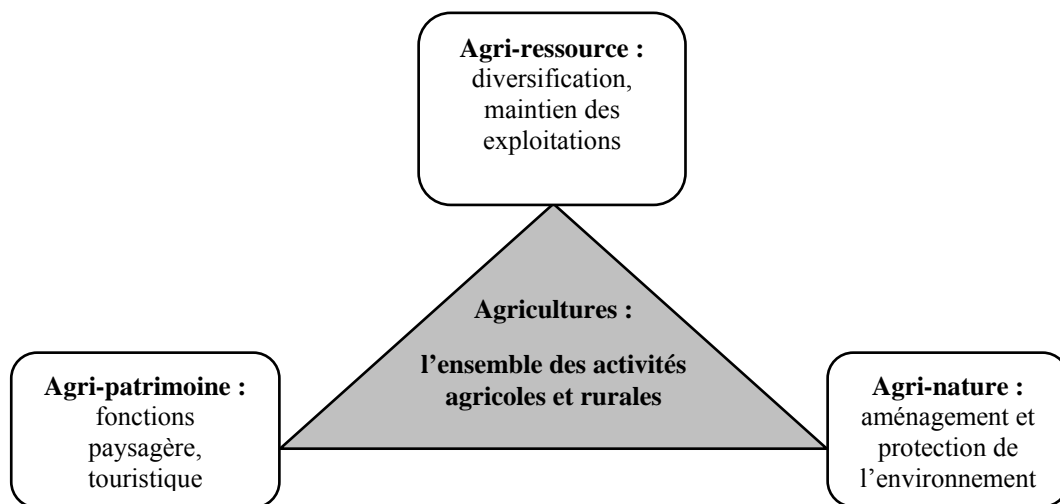 Agri-ressource :
diversification,
maintien des
exploitations
Agricultures :
l’ensemble des activités
agricoles et rurales
Agri-patrimoine :
fonctions
paysagère,
touristique
Agri-nature :
aménagement et
protection de
l’environnement